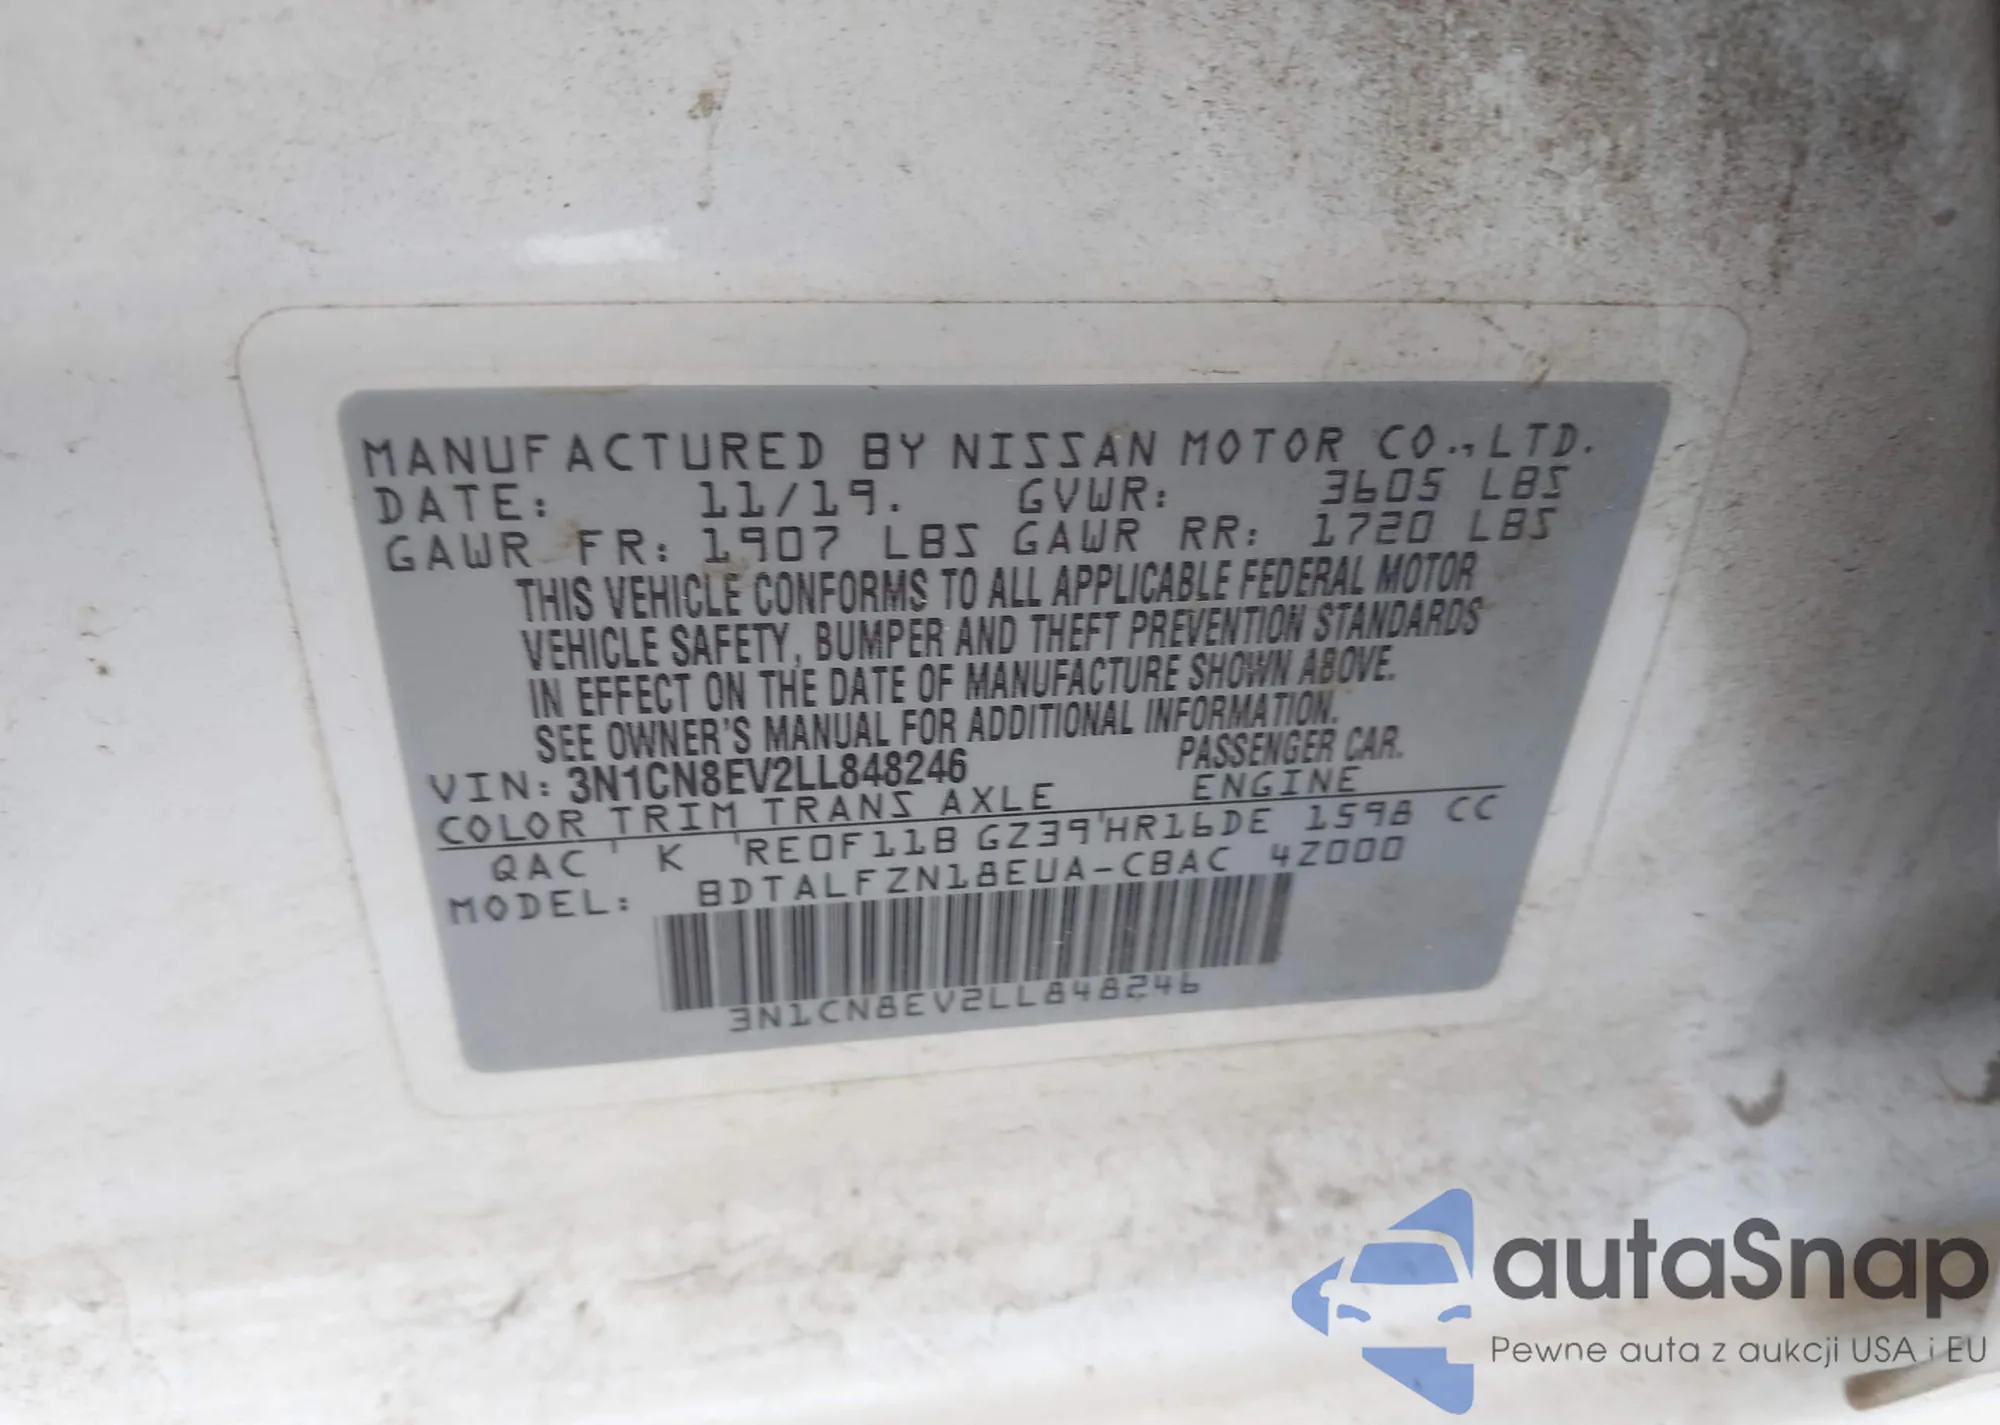 MANUFACTURED BY NISSAN MOTOR CO., LTD.
DATE: 11/19. GVWR: 3605 LBS
GAWR FR: 1907 LBS GAWR RR: 1720 LBS
THIS VEHICLE CONFORMS TO ALL APPLICABLE FEDERAL MOTOR
VEHICLE SAFETY, BUMPER AND THEFT PREVENTION STANDARDS
IN EFFECT ON THE DATE OF MANUFACTURE SHOWN ABOVE.
SEE OWNER'S MANUAL FOR ADDITIONAL INFORMATION.
VIN: 3N1CN8EV2LL848246 PASSENGER CAR.
COLOR TRIM TRANS AXLE ENGINE
QAC ' K 'RE0F11B GZ39'HR16DE 1598 CC
MODEL: BDTALFZN18EUA-CBAC 4Z000
3N1CN8EV2LL848246
autaSnap
Pewne auta z aukcji USA i EU